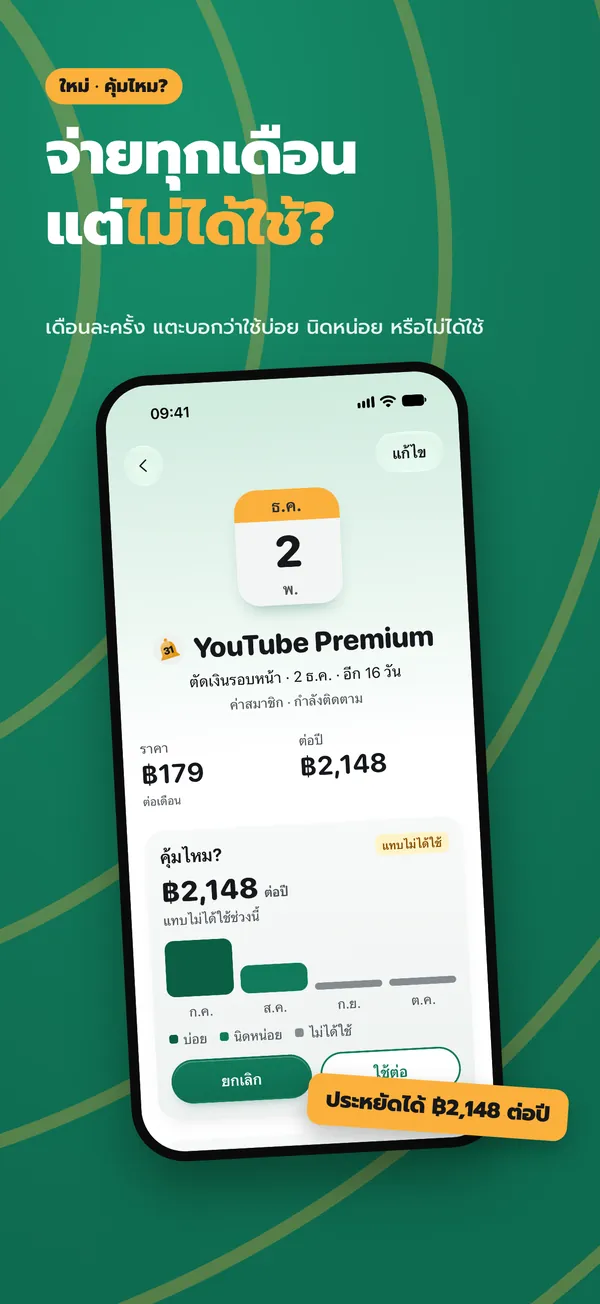 ใหม่ · คุ้มไหม?
จ่ายทุกเดือน
แต่ไม่ได้ใช้?
เดือนละครั้ง แตะบอกว่าใช้บ่อย นิดหน่อย หรือไม่ได้ใช้
09:41
แก้ไข
ธ.ค.
2
พ.
31
YouTube Premium
ตัดเงินรอบหน้า · 2 ธ.ค. · อีก 16 วัน
ค่าสมาชิก · กำลังติดตาม
ราคา
฿179
ต่อเดือน
ต่อปี
฿2,148
คุ้มไหม?
แทบไม่ได้ใช้
฿2,148 ต่อปี
แทบไม่ได้ใช้ช่วงนี้
ก.ค. ส.ค. ก.ย. ต.ค.
บ่อย นิดหน่อย ไม่ได้ใช้
ยกเลิก
ใช้ต่อ
ประหยัดได้ ฿2,148 ต่อปี